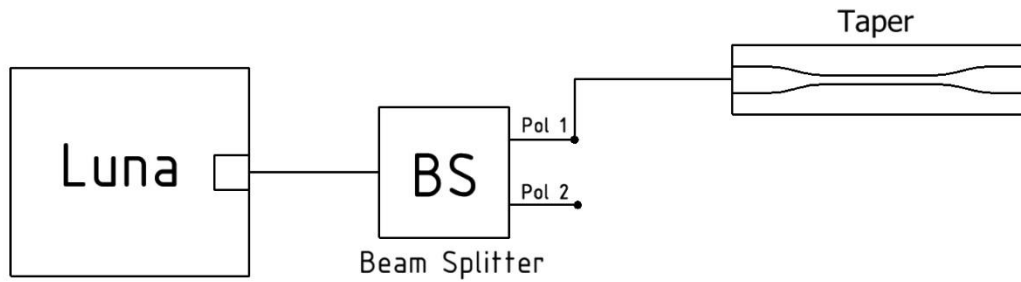 Taper
Luna
BS
Pol 1
Pol 2
Beam Splitter